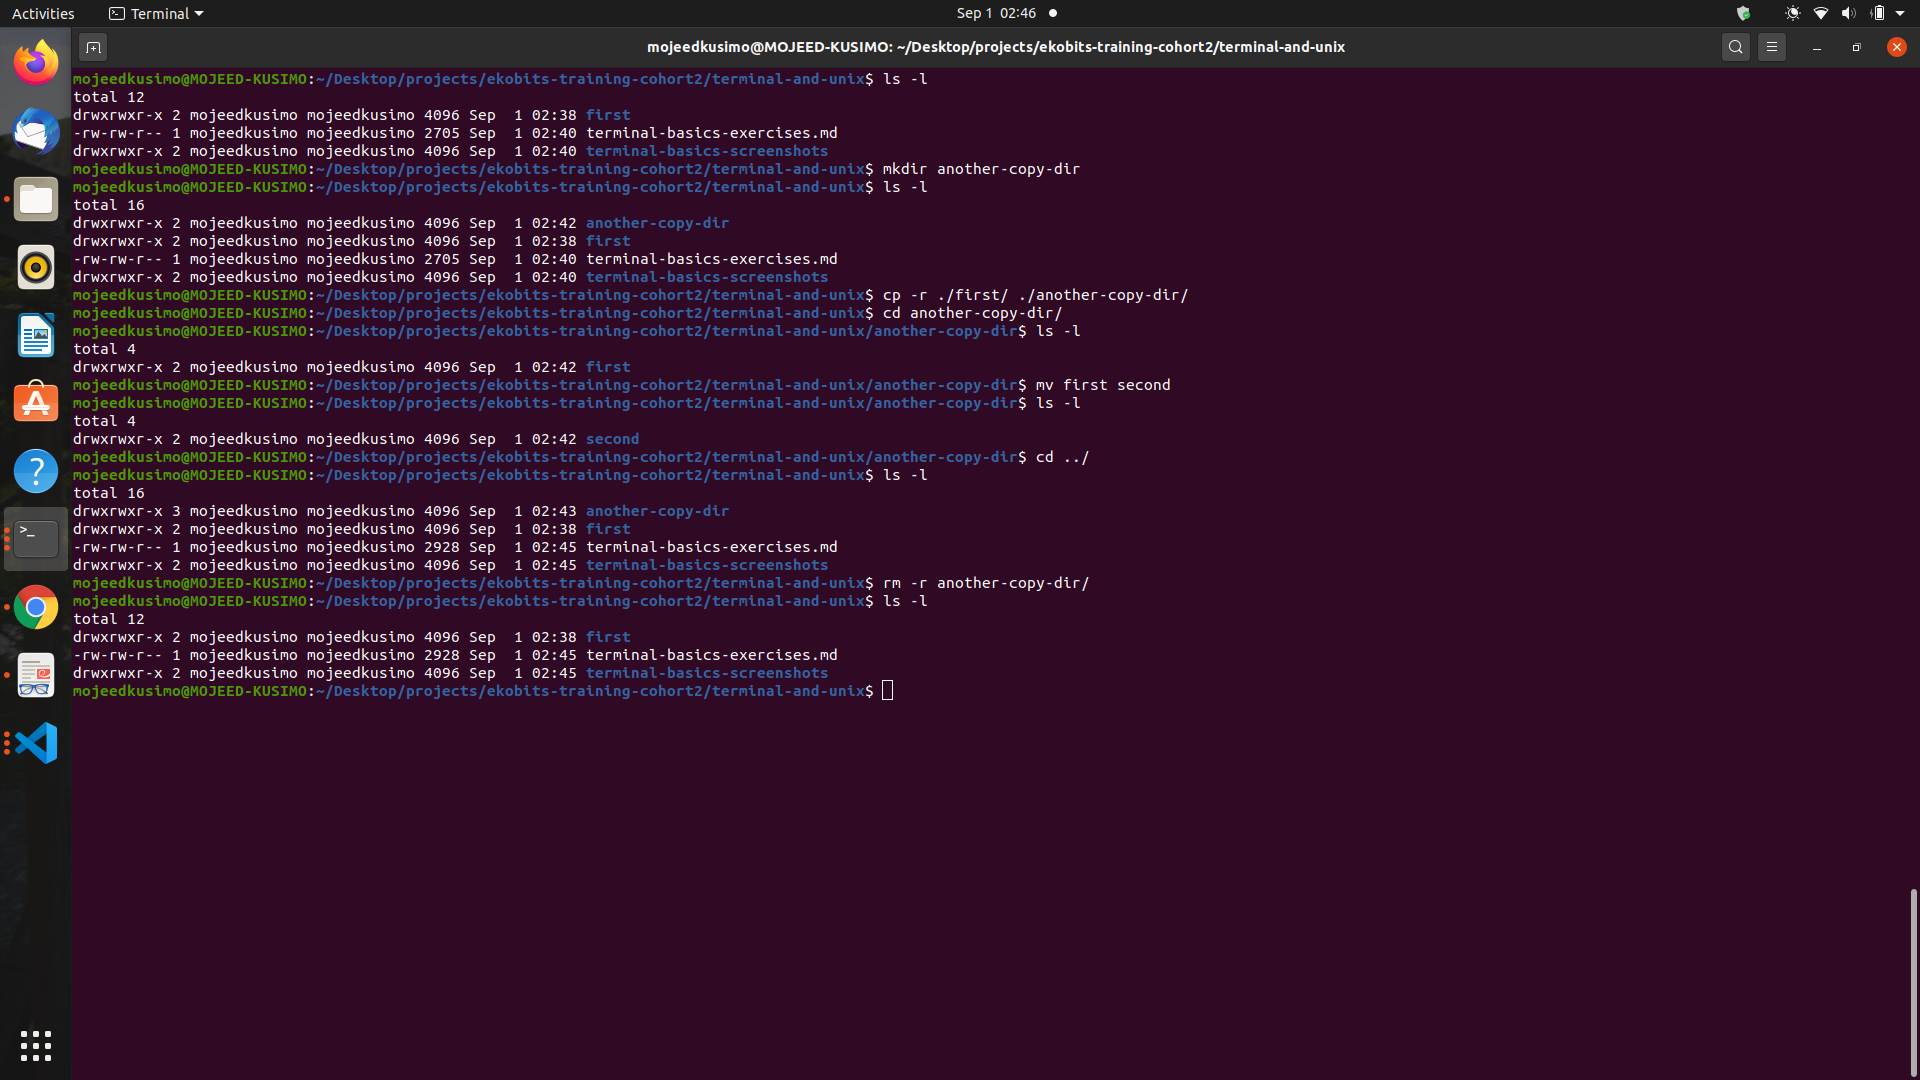 Activities Terminal Sep 1 02:46
mojeedkusimo@MOJEED-KUSIMO: ~/Desktop/projects/ekobits-training-cohort2/terminal-and-unix
mojeedkusimo@MOJEED-KUSIMO:~/Desktop/projects/ekobits-training-cohort2/terminal-and-unix$ ls -l
total 12
drwxrwxr-x 2 mojeedkusimo mojeedkusimo 4096 Sep  1 02:38 first
-rw-rw-r-- 1 mojeedkusimo mojeedkusimo 2705 Sep  1 02:40 terminal-basics-exercises.md
drwxrwxr-x 2 mojeedkusimo mojeedkusimo 4096 Sep  1 02:40 terminal-basics-screenshots
mojeedkusimo@MOJEED-KUSIMO:~/Desktop/projects/ekobits-training-cohort2/terminal-and-unix$ mkdir another-copy-dir
mojeedkusimo@MOJEED-KUSIMO:~/Desktop/projects/ekobits-training-cohort2/terminal-and-unix$ ls -l
total 16
drwxrwxr-x 2 mojeedkusimo mojeedkusimo 4096 Sep  1 02:42 another-copy-dir
drwxrwxr-x 2 mojeedkusimo mojeedkusimo 4096 Sep  1 02:38 first
-rw-rw-r-- 1 mojeedkusimo mojeedkusimo 2705 Sep  1 02:40 terminal-basics-exercises.md
drwxrwxr-x 2 mojeedkusimo mojeedkusimo 4096 Sep  1 02:40 terminal-basics-screenshots
mojeedkusimo@MOJEED-KUSIMO:~/Desktop/projects/ekobits-training-cohort2/terminal-and-unix$ cp -r ./first/ ./another-copy-dir/
mojeedkusimo@MOJEED-KUSIMO:~/Desktop/projects/ekobits-training-cohort2/terminal-and-unix$ cd another-copy-dir/
mojeedkusimo@MOJEED-KUSIMO:~/Desktop/projects/ekobits-training-cohort2/terminal-and-unix/another-copy-dir$ ls -l
total 4
drwxrwxr-x 2 mojeedkusimo mojeedkusimo 4096 Sep  1 02:42 first
mojeedkusimo@MOJEED-KUSIMO:~/Desktop/projects/ekobits-training-cohort2/terminal-and-unix/another-copy-dir$ mv first second
mojeedkusimo@MOJEED-KUSIMO:~/Desktop/projects/ekobits-training-cohort2/terminal-and-unix/another-copy-dir$ ls -l
total 4
drwxrwxr-x 2 mojeedkusimo mojeedkusimo 4096 Sep  1 02:42 second
mojeedkusimo@MOJEED-KUSIMO:~/Desktop/projects/ekobits-training-cohort2/terminal-and-unix/another-copy-dir$ cd ../
mojeedkusimo@MOJEED-KUSIMO:~/Desktop/projects/ekobits-training-cohort2/terminal-and-unix$ ls -l
total 16
drwxrwxr-x 3 mojeedkusimo mojeedkusimo 4096 Sep  1 02:43 another-copy-dir
drwxrwxr-x 2 mojeedkusimo mojeedkusimo 4096 Sep  1 02:38 first
-rw-rw-r-- 1 mojeedkusimo mojeedkusimo 2928 Sep  1 02:45 terminal-basics-exercises.md
drwxrwxr-x 2 mojeedkusimo mojeedkusimo 4096 Sep  1 02:45 terminal-basics-screenshots
mojeedkusimo@MOJEED-KUSIMO:~/Desktop/projects/ekobits-training-cohort2/terminal-and-unix$ rm -r another-copy-dir/
mojeedkusimo@MOJEED-KUSIMO:~/Desktop/projects/ekobits-training-cohort2/terminal-and-unix$ ls -l
total 12
drwxrwxr-x 2 mojeedkusimo mojeedkusimo 4096 Sep  1 02:38 first
-rw-rw-r-- 1 mojeedkusimo mojeedkusimo 2928 Sep  1 02:45 terminal-basics-exercises.md
drwxrwxr-x 2 mojeedkusimo mojeedkusimo 4096 Sep  1 02:45 terminal-basics-screenshots
mojeedkusimo@MOJEED-KUSIMO:~/Desktop/projects/ekobits-training-cohort2/terminal-and-unix$